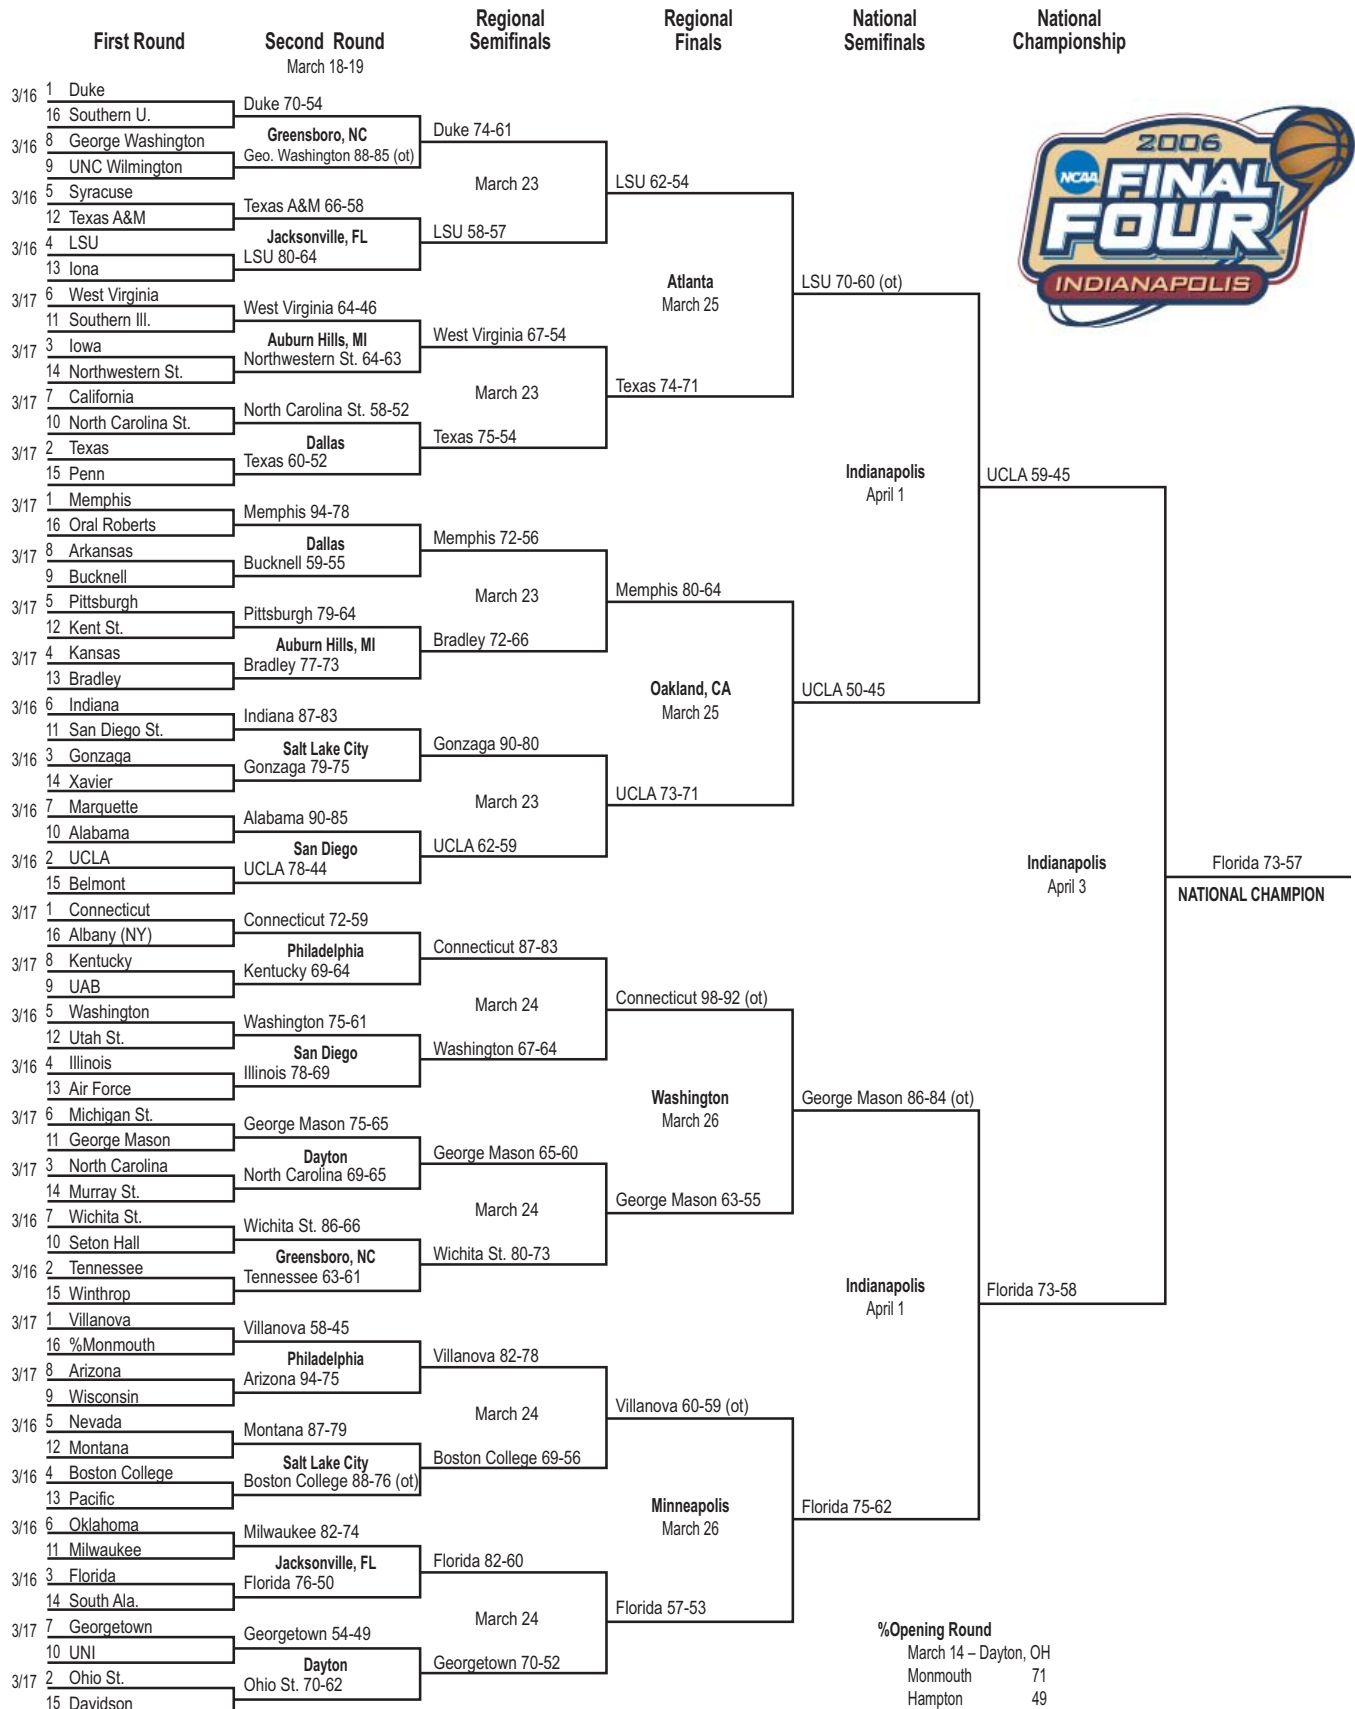 First Round
Second Round
March 18-19
Regional
Semifinals
Regional
Finals
National
Semifinals
National
Championship
2006
NCAA
FINAL
FOUR
INDIANAPOLIS
3/16 1 Duke
16 Southern U.
3/16 8 George Washington
9 UNC Wilmington
3/16 5 Syracuse
12 Texas A&M
3/16 4 LSU
13 Iona
3/17 6 West Virginia
11 Southern Ill.
3/17 3 Iowa
14 Northwestern St.
3/17 7 California
10 North Carolina St.
3/17 2 Texas
15 Penn
3/17 1 Memphis
16 Oral Roberts
3/17 8 Arkansas
9 Bucknell
3/17 5 Pittsburgh
12 Kent St.
3/17 4 Kansas
13 Bradley
3/16 6 Indiana
11 San Diego St.
3/16 3 Gonzaga
14 Xavier
3/16 7 Marquette
10 Alabama
3/16 2 UCLA
15 Belmont
3/17 1 Connecticut
16 Albany (NY)
3/17 8 Kentucky
9 UAB
3/16 5 Washington
12 Utah St.
3/16 4 Illinois
13 Air Force
3/17 6 Michigan St.
11 George Mason
3/17 3 North Carolina
14 Murray St.
3/16 7 Wichita St.
10 Seton Hall
3/16 2 Tennessee
15 Winthrop
3/17 1 Villanova
16 %Monmouth
3/17 8 Arizona
9 Wisconsin
3/16 5 Nevada
12 Montana
3/16 4 Boston College
13 Pacific
3/16 6 Oklahoma
11 Milwaukee
3/16 3 Florida
14 South Ala.
3/17 7 Georgetown
10 UNI
3/17 2 Ohio St.
15 Davidson
Duke 70-54
Greensboro, NC
Geo. Washington 88-85 (ot)
Texas A&M 66-58
Jacksonville, FL
LSU 80-64
West Virginia 64-46
Auburn Hills, MI
Northwestern St. 64-63
North Carolina St. 58-52
Dallas
Texas 60-52
Memphis 94-78
Dallas
Bucknell 59-55
Pittsburgh 79-64
Auburn Hills, MI
Bradley 77-73
Indiana 87-83
Salt Lake City
Gonzaga 79-75
Alabama 90-85
San Diego
UCLA 78-44
Connecticut 72-59
Philadelphia
Kentucky 69-64
Washington 75-61
San Diego
Illinois 78-69
George Mason 75-65
Dayton
North Carolina 69-65
Wichita St. 86-66
Greensboro, NC
Tennessee 63-61
Villanova 58-45
Philadelphia
Arizona 94-75
Montana 87-79
Salt Lake City
Boston College 88-76 (ot)
Milwaukee 82-74
Jacksonville, FL
Florida 76-50
Georgetown 54-49
Dayton
Ohio St. 70-62
Duke 74-61
March 23
LSU 58-57
West Virginia 67-54
March 23
Texas 75-54
Memphis 72-56
March 23
Bradley 72-66
Gonzaga 90-80
March 23
UCLA 62-59
Connecticut 87-83
March 24
Washington 67-64
George Mason 65-60
March 24
Wichita St. 80-73
Villanova 82-78
March 24
Boston College 69-56
Florida 82-60
March 24
Georgetown 70-52
LSU 62-54
Atlanta
March 25
Texas 74-71
Memphis 80-64
Oakland, CA
March 25
UCLA 73-71
Connecticut 98-92 (ot)
Washington
March 26
George Mason 63-55
Villanova 60-59 (ot)
Minneapolis
March 26
Florida 57-53
LSU 70-60 (ot)
Indianapolis
April 1
UCLA 50-45
George Mason 86-84 (ot)
Indianapolis
April 1
Florida 75-62
UCLA 59-45
Indianapolis
April 3
Florida 73-58
Florida 73-57
NATIONAL CHAMPION
%Opening Round
March 14 – Dayton, OH
Monmouth 71
Hampton 49